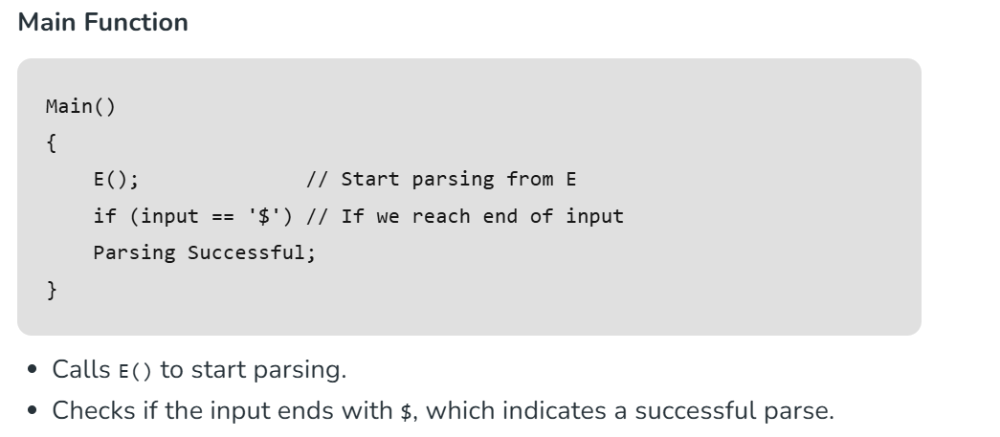 Main Function
Main()
{
    E();              // Start parsing from E
    if (input == '$') // If we reach end of input
    Parsing Successful;
}
• Calls E() to start parsing.
• Checks if the input ends with $, which indicates a successful parse.